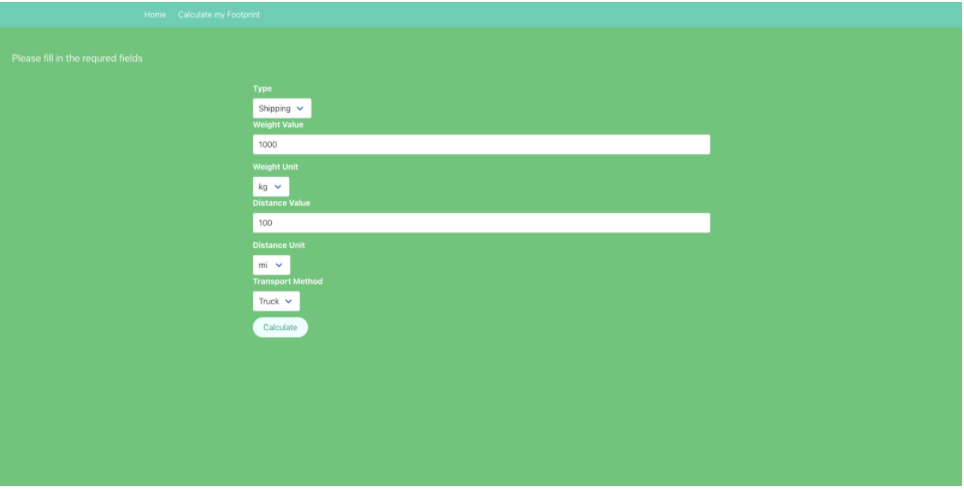 Home Calculate my Footprint
Please fill in the requred fields
Type
Shipping
Weight Value
1000
Weight Unit
kg
Distance Value
100
Distance Unit
mi
Transport Method
Truck
Calculate